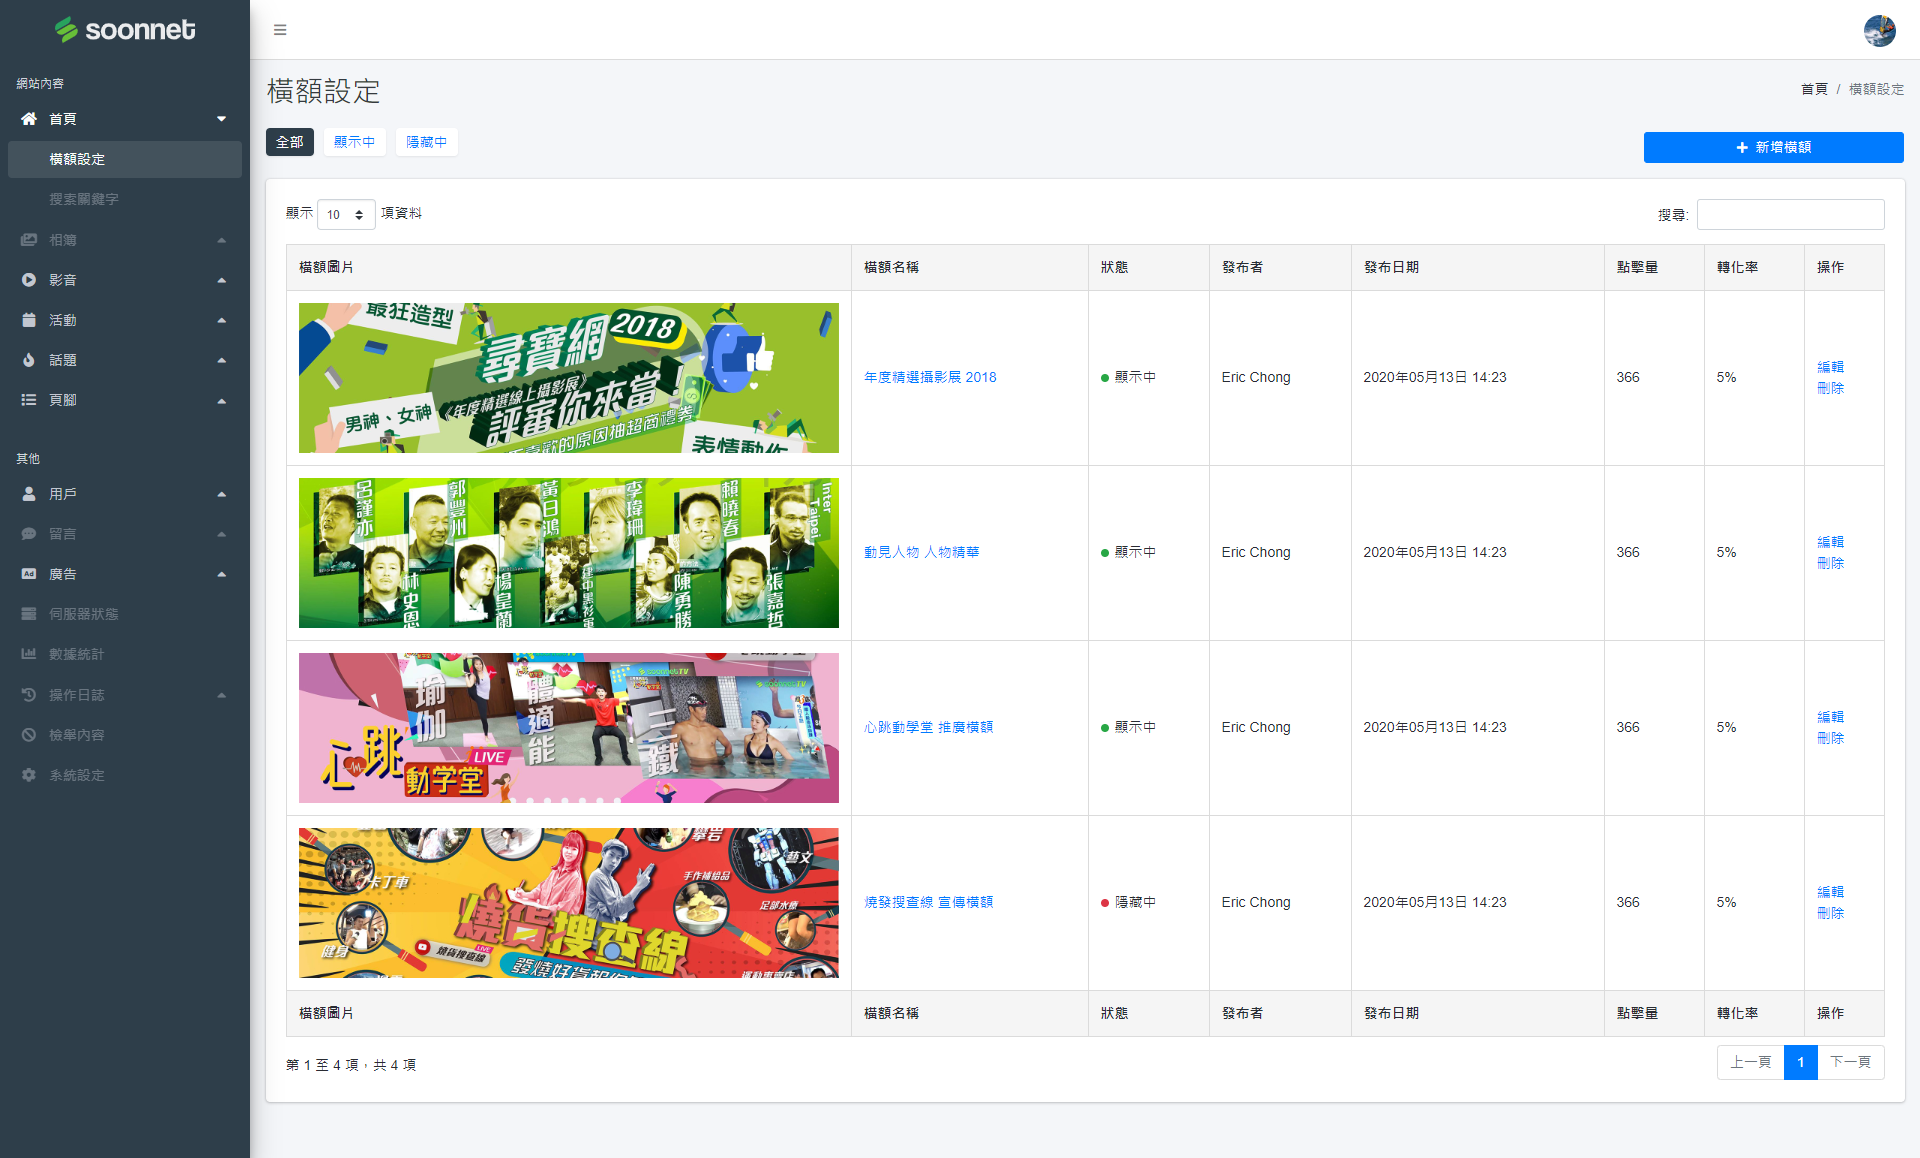 soonnet
網站內容
首頁
橫額設定
搜索關鍵字
相簿
影音
活動
話題
頁腳
其他
用戶
留言
Ad 廣告
伺服器狀態
數據統計
操作日誌
檢舉內容
系統設定
橫額設定
首頁 / 橫額設定
全部 顯示中 隱藏中
新增橫額
顯示 10 項資料
搜尋:
橫額圖片 橫額名稱 狀態 發布者 發布日期 點擊量 轉化率 操作
最狂造型
尋寶網 2018
《年度精選線上攝影展》
評審你來當！
男神、女神
喜歡的原因抽超商禮券
表情動作
年度精選攝影展 2018 顯示中 Eric Chong 2020年05月13日 14:23 366 5% 編輯
刪除
呂謹亦 郭豐州 黃日鴻 李瑋珊 賴曉春 Inter Taipei
林史恩 楊皇蘭 建中黑衫軍 陳勇勝 張嘉哲
動見人物 人物精華 顯示中 Eric Chong 2020年05月13日 14:23 366 5% 編輯
刪除
瑜伽 體適能 三鐵
soonnetTV
soonnetTV
心跳 LIVE
動学堂
心跳動學堂 推廣橫額 顯示中 Eric Chong 2020年05月13日 14:23 366 5% 編輯
刪除
攀岩
藝文
卡丁車
手作補給品
足部水療
健身
燒貨搜查線
燒貨搜查線 LIVE
運動專賣店
燒發搜查線 宣傳橫額 隱藏中 Eric Chong 2020年05月13日 14:23 366 5% 編輯
刪除
橫額圖片 橫額名稱 狀態 發布者 發布日期 點擊量 轉化率 操作
第 1 至 4 項，共 4 項
上一頁 1 下一頁